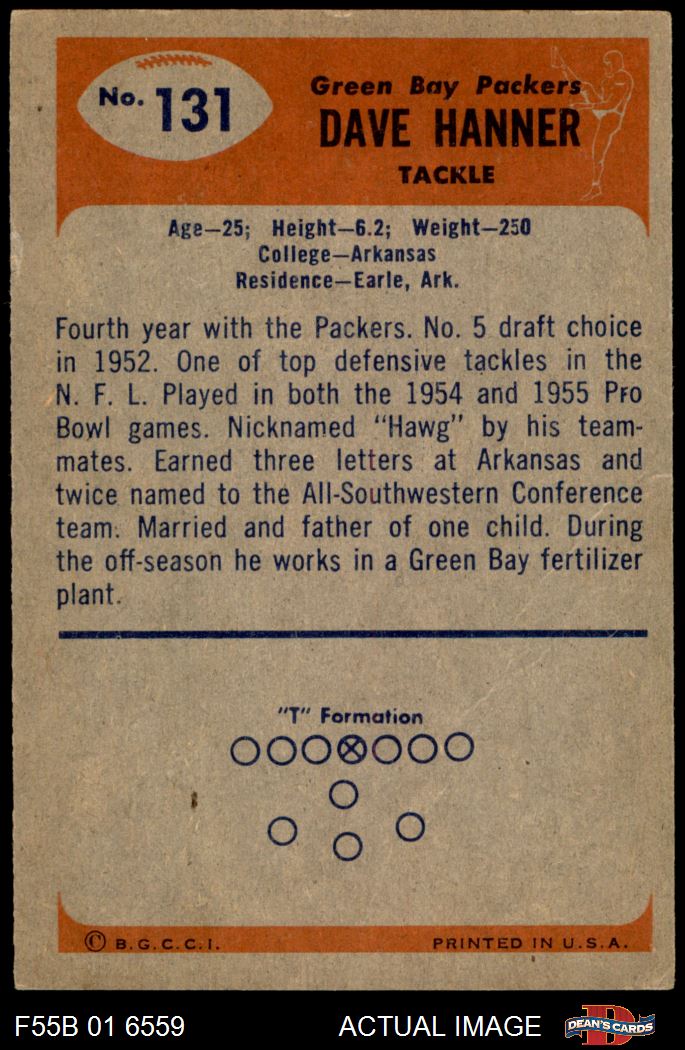 No. 131
Green Bay Packers
DAVE HANNER
TACKLE
Age—25; Height—6.2; Weight—250
College—Arkansas
Residence—Earle, Ark.
Fourth year with the Packers. No. 5 draft choice
in 1952. One of top defensive tackles in the
N. F. L. Played in both the 1954 and 1955 Pro
Bowl games. Nicknamed "Hawg" by his team-
mates. Earned three letters at Arkansas and
twice named to the All-Southwestern Conference
team. Married and father of one child. During
the off-season he works in a Green Bay fertilizer
plant.
"T" Formation
© B.G.C.C.I. PRINTED IN U.S.A.
F55B 01 6559 ACTUAL IMAGE D DEAN'S CARDS